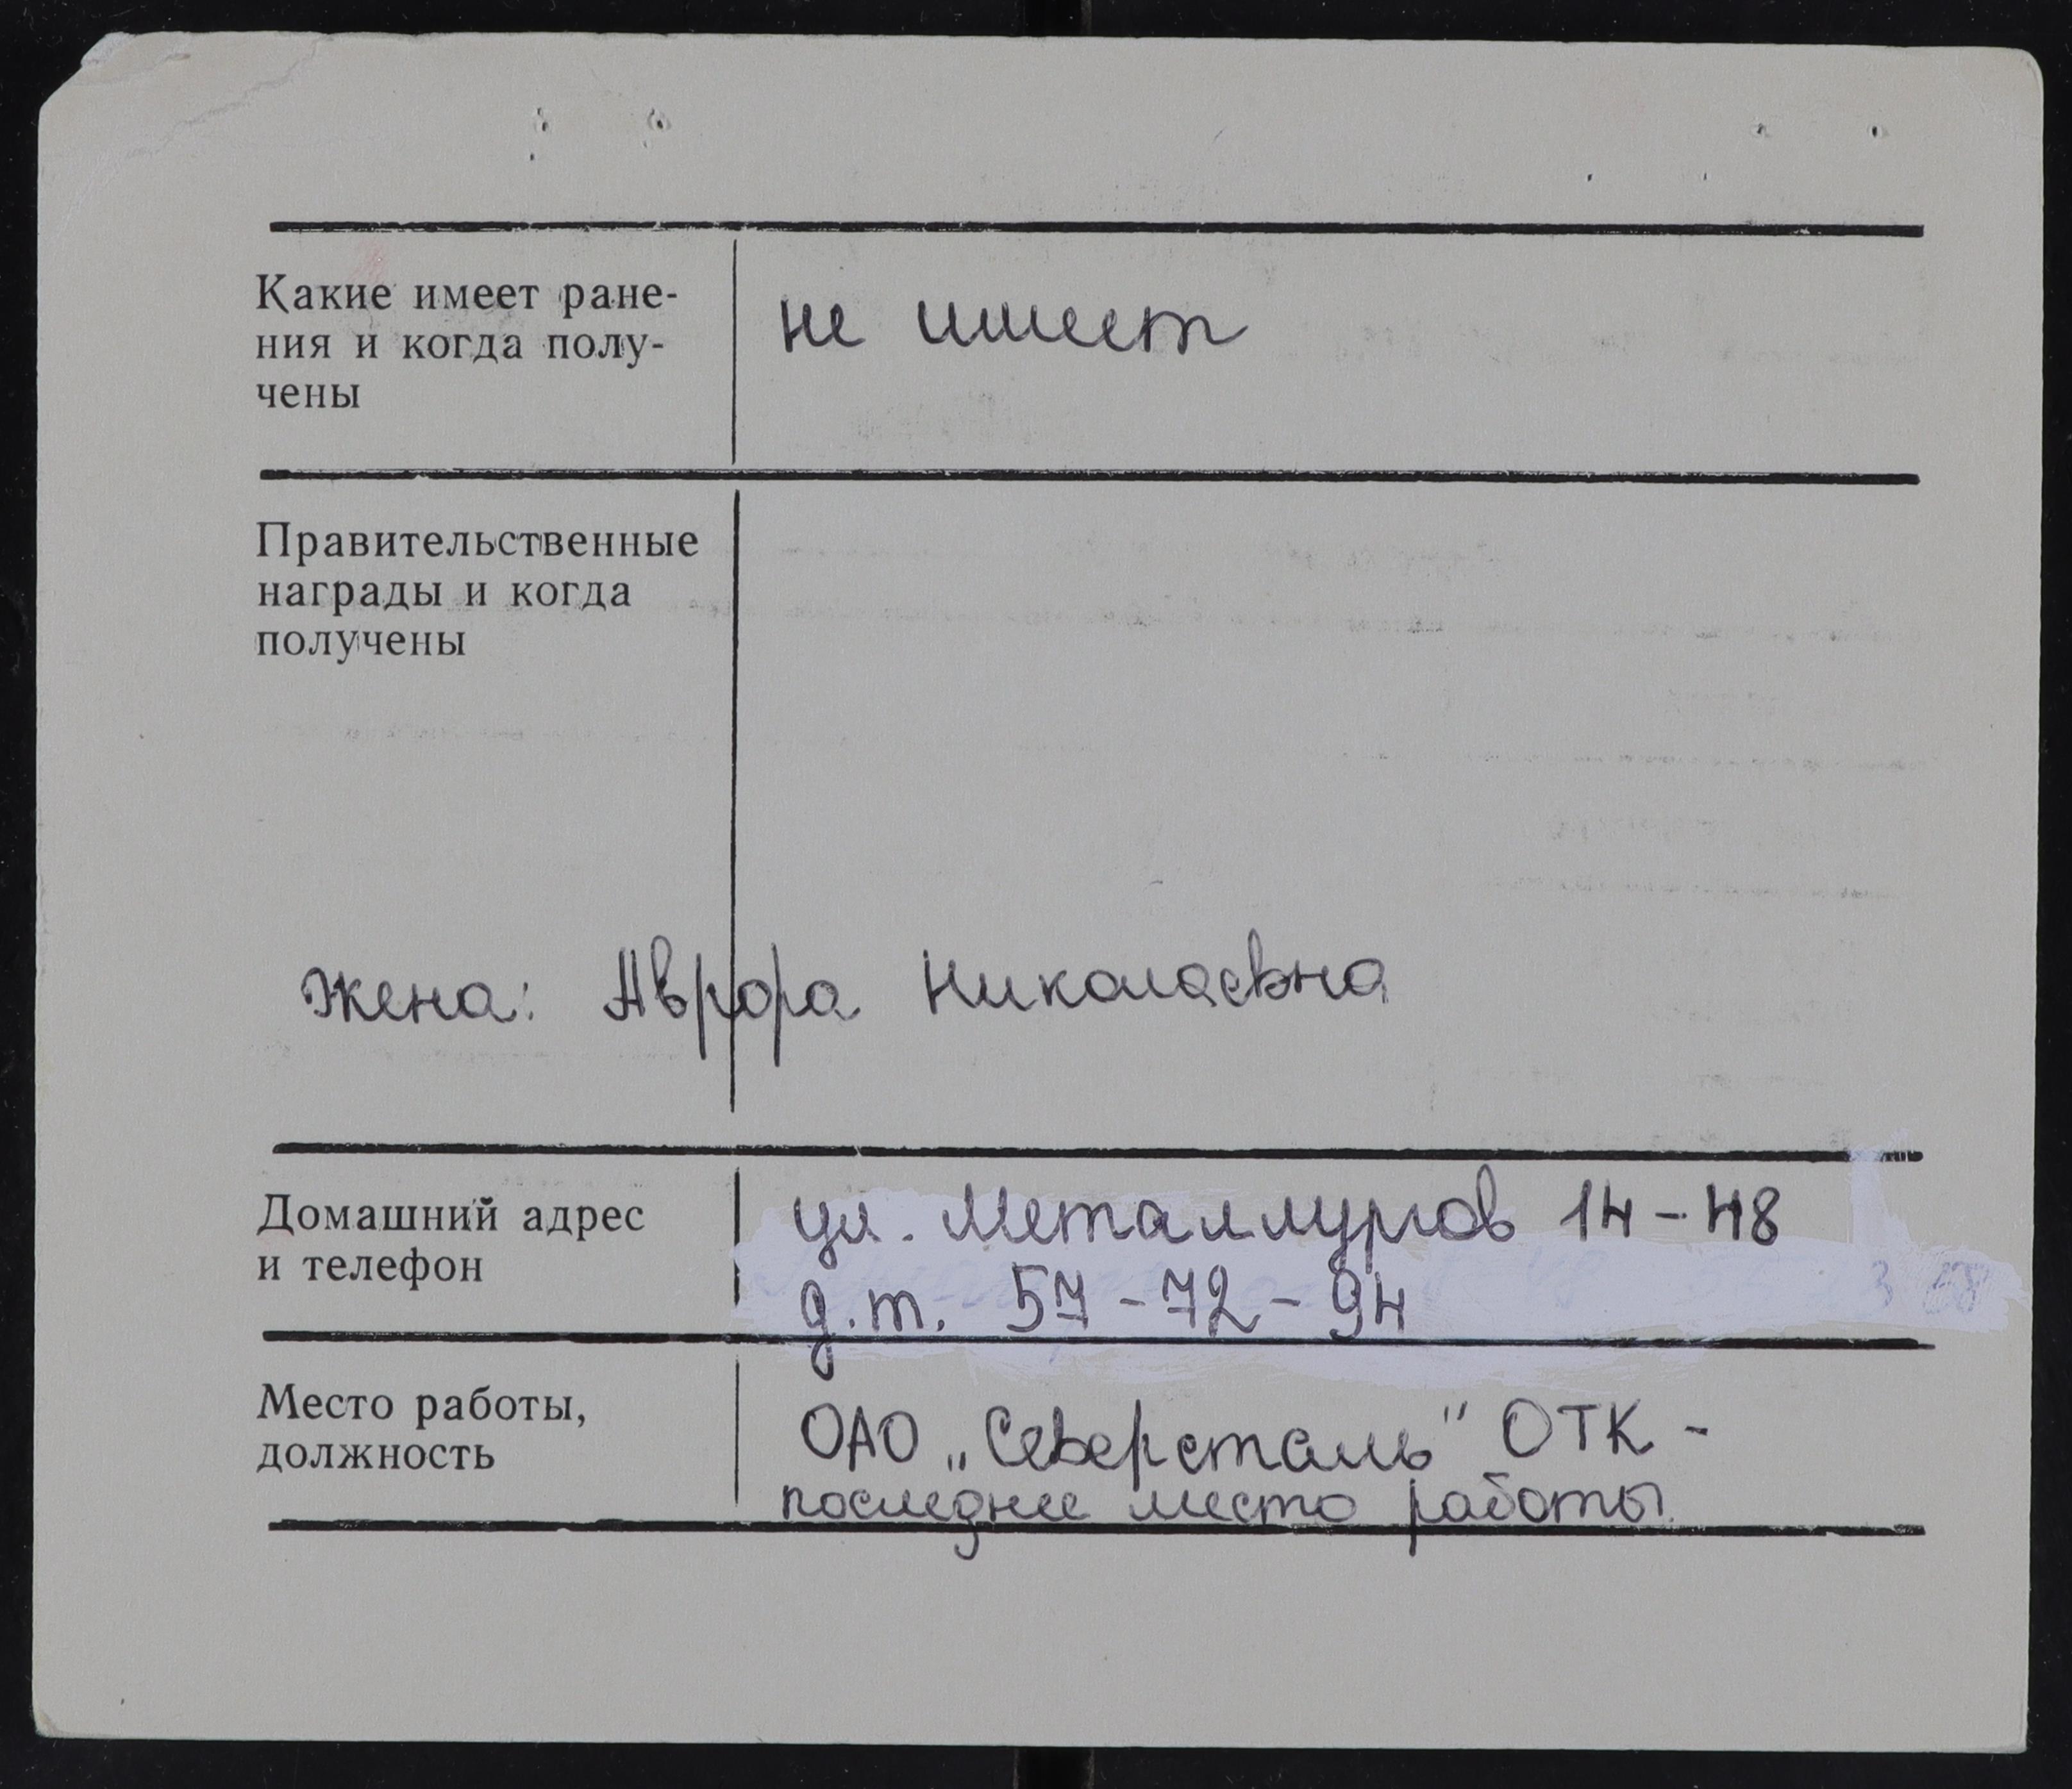 Какие имеет ране-
ния и когда полу-
чены
не имеет
Правительственные
награды и когда
получены
Жена: Аврора Николаевна
Домашний адрес
и телефон
ул. Металлургов 14-48
д.т. 57-72-94
Место работы,
должность
ОАО „Северсталь" ОТК -
последнее место работы